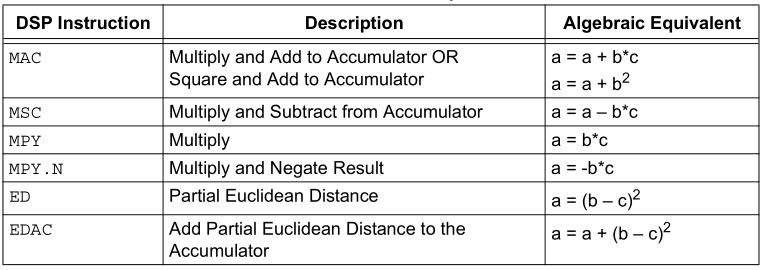 DSP Instruction Description Algebraic Equivalent
MAC Multiply and Add to Accumulator OR a = a + b*c
Square and Add to Accumulator a = a + b²
MSC Multiply and Subtract from Accumulator a = a – b*c
MPY Multiply a = b*c
MPY.N Multiply and Negate Result a = -b*c
ED Partial Euclidean Distance a = (b – c)²
EDAC Add Partial Euclidean Distance to the a = a + (b – c)²
Accumulator